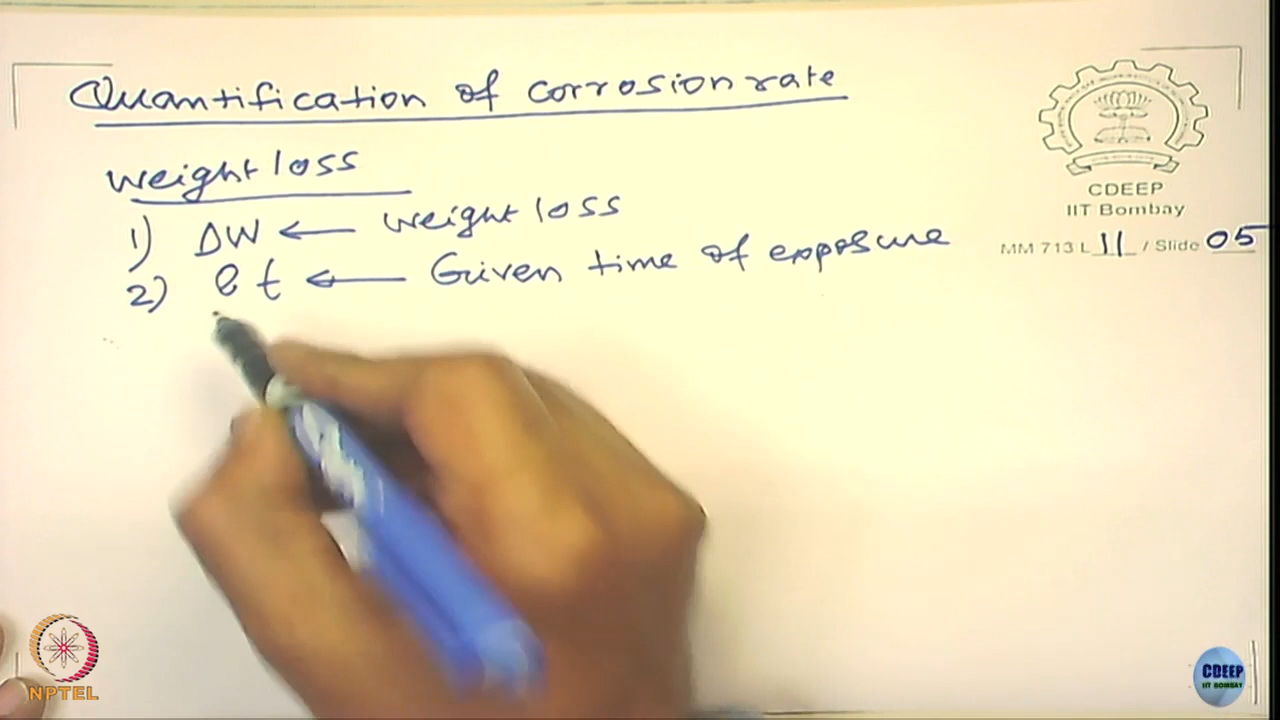 Quantification of corrosion rate
weight loss
1) ΔW ← weight loss
2) @ t ← Given time of exposure
CDEEP
IIT Bombay
MM 713 L 11 / Slide 05
NPTEL
CDEEP
IIT BOMBAY